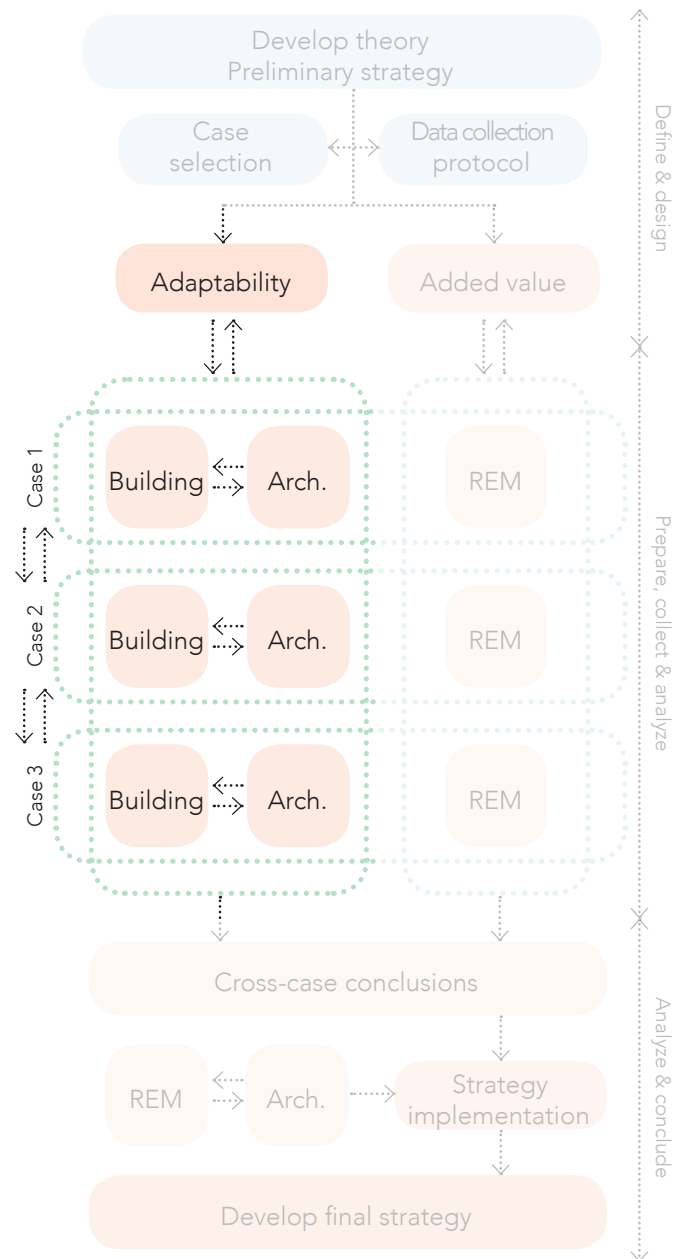 Develop theory
Preliminary strategy
Case
selection
Data collection
protocol
Define & design
Adaptability
Added value
Case 1
Building
Arch.
REM
Case 2
Building
Arch.
REM
Prepare, collect & analyze
Case 3
Building
Arch.
REM
Cross-case conclusions
REM
Arch.
Strategy
implementation
Analyze & conclude
Develop final strategy